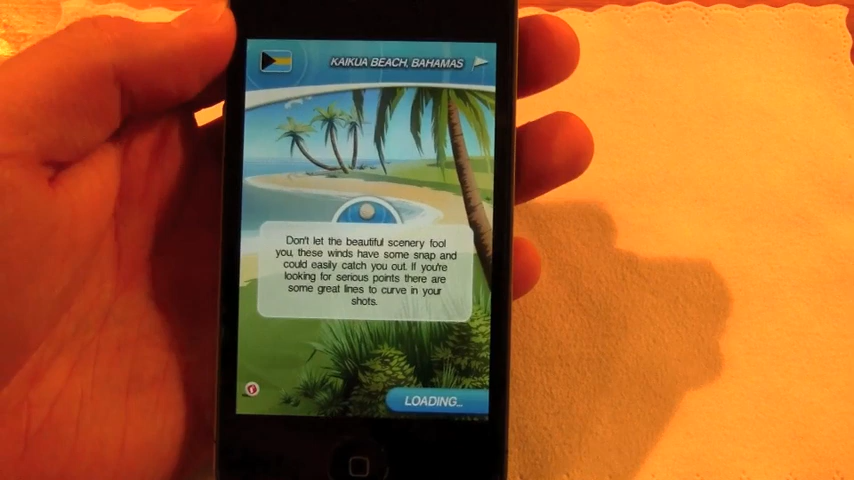 KAIKUA BEACH, BAHAMAS
Don't let the beautiful scenery fool
you, these winds have some snap and
could easily catch you out. If you're
looking for serious points there are
some great lines to curve in your
shots.
LOADING...